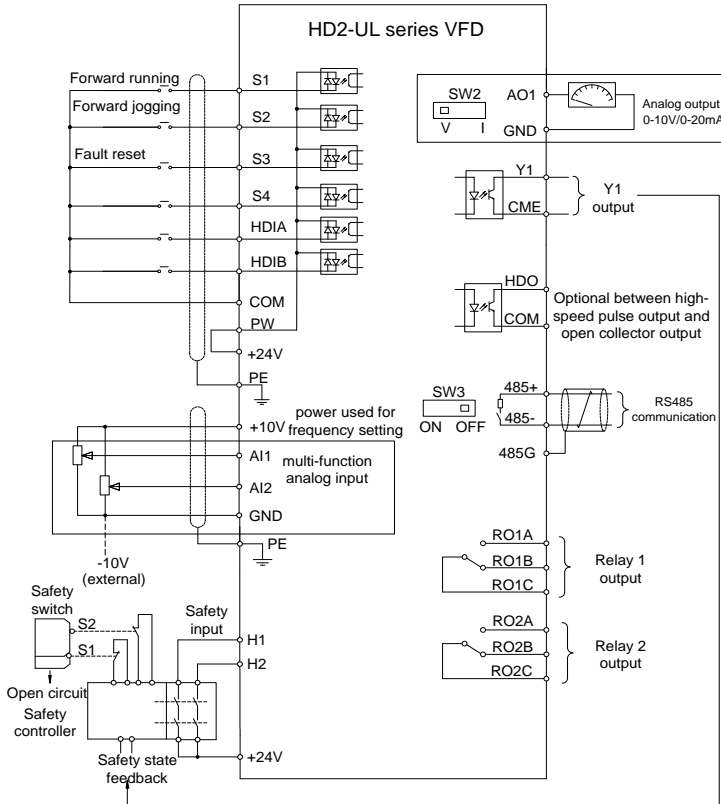 HD2-UL series VFD
Forward running
S1
Forward jogging
S2
Fault reset
S3
S4
HDIA
HDIB
COM
PW
+24V
PE
SW2
V I
AO1
GND
Analog output
0-10V/0-20mA
Y1
CME
Y1
output
HDO
COM
Optional between high-
speed pulse output and
open collector output
SW3
ON OFF
485+
485-
485G
RS485
communication
+10V
power used for
frequency setting
AI1
AI2
multi-function
analog input
GND
PE
-10V
(external)
RO1A
RO1B
RO1C
Relay 1
output
RO2A
RO2B
RO2C
Relay 2
output
Safety
switch
S2
S1
Open circuit
Safety
controller
Safety
input
H1
H2
+24V
Safety state
feedback